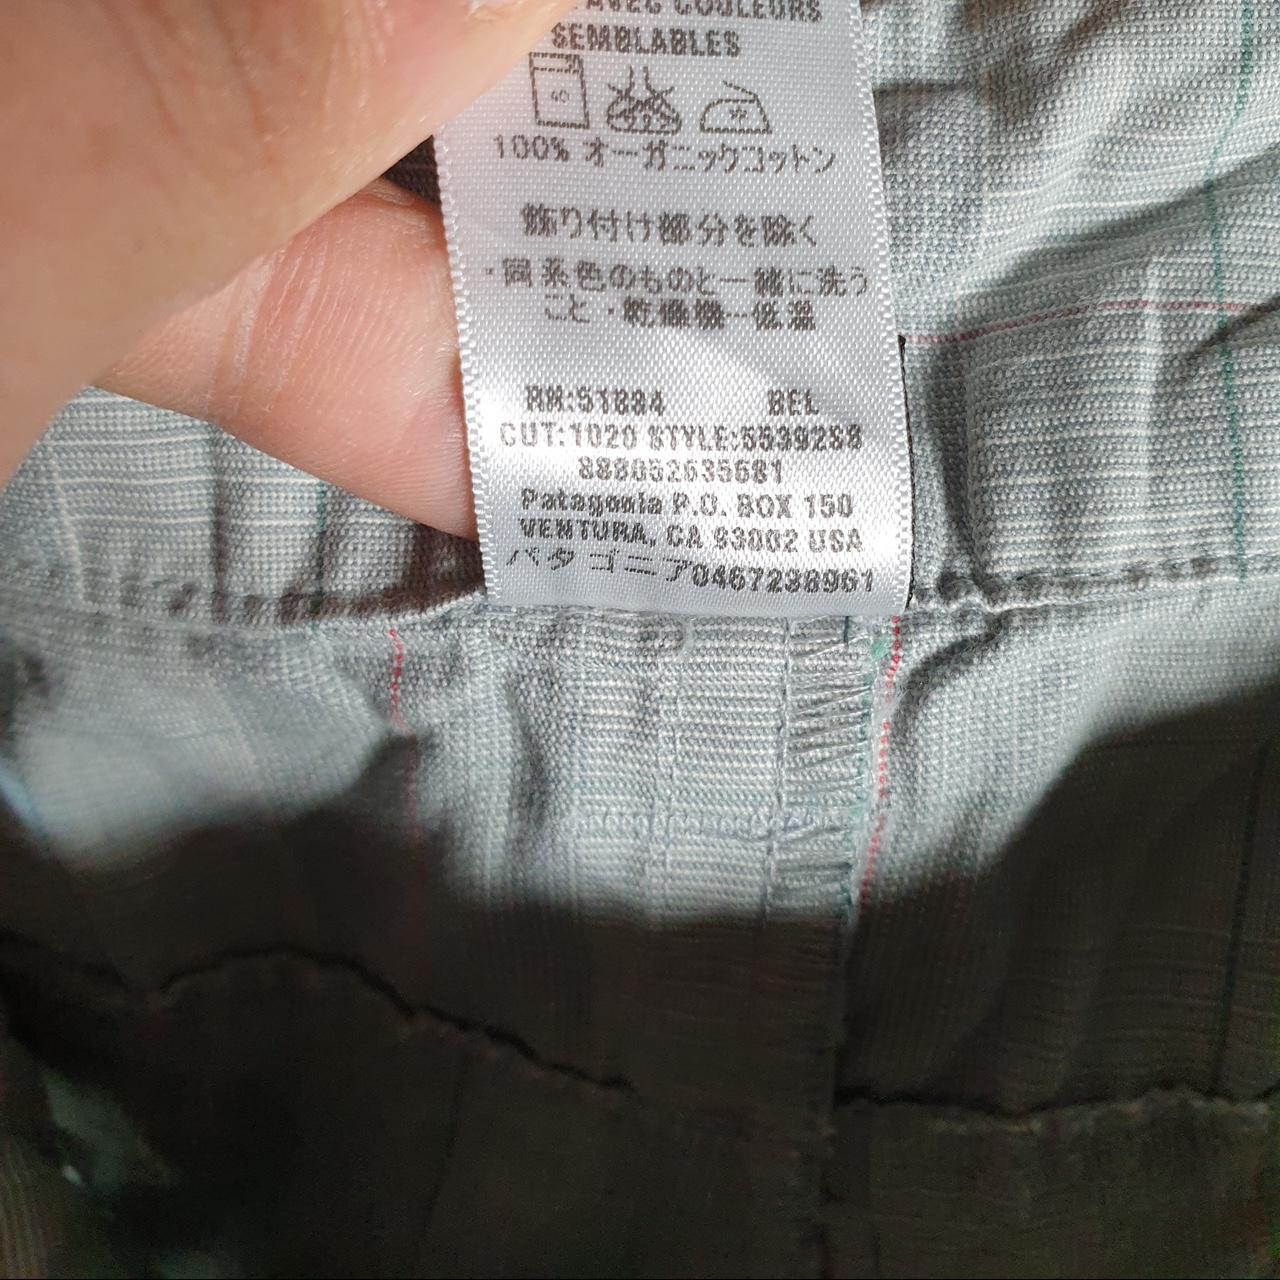 AVEC COULEURS
SEMBLABLES
40
100% オーガニックコットン
飾り付け部分を除く
・同系色のものと一緒に洗う
こと・乾燥機―低温
RN:51884 BEL
CUT:1020 STYLE:55392S8
888052635681
Patagonia P.O. BOX 150
VENTURA, CA 93002 USA
パタゴニア0467238961